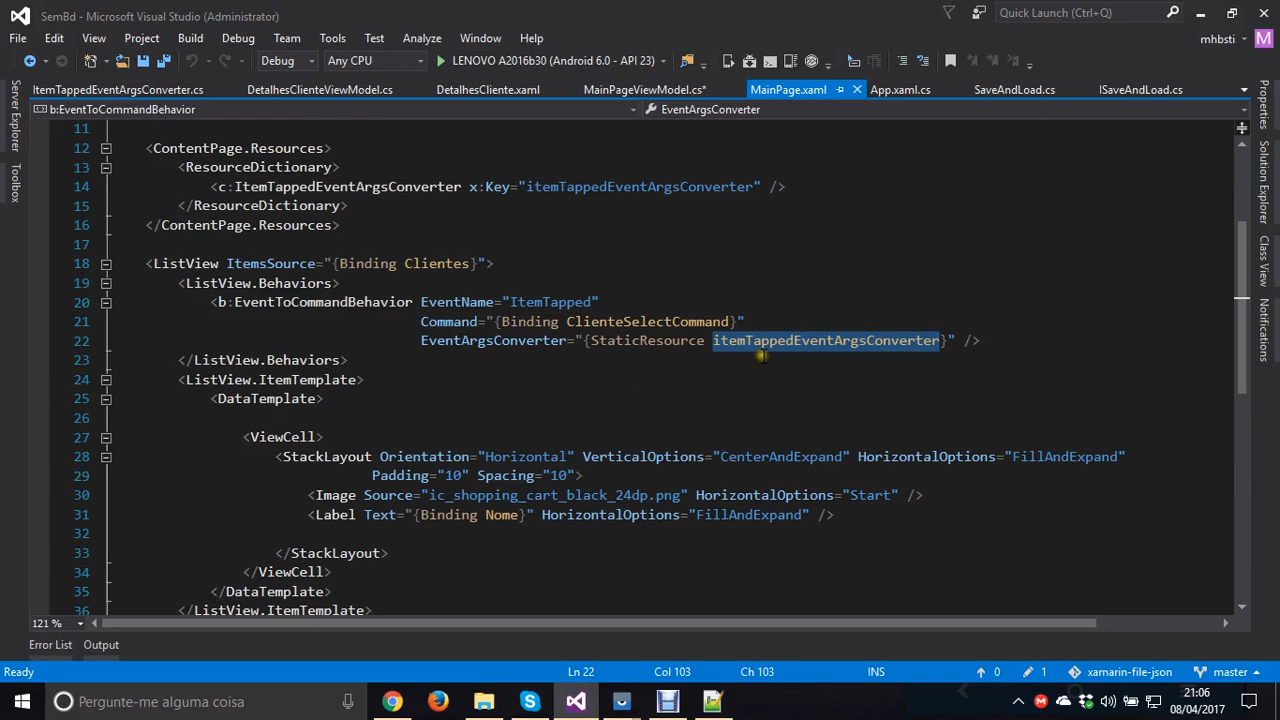 SemBd - Microsoft Visual Studio (Administrator)
Quick Launch (Ctrl+Q)
File Edit View Project Build Debug Team Tools Test Analyze Window Help
mhbsti M
Debug Any CPU LENOVO A2016b30 (Android 6.0 - API 23)
ItemTappedEventArgsConverter.cs DetalhesClienteViewModel.cs DetalhesCliente.xaml MainPageViewModel.cs* MainPage.xaml App.xaml.cs SaveAndLoad.cs ISaveAndLoad.cs
b:EventToCommandBehavior EventArgsConverter
Server Explorer
Toolbox
Properties
Solution Explorer
Class View
Notifications
11
12 <ContentPage.Resources>
13 <ResourceDictionary>
14 <c:ItemTappedEventArgsConverter x:Key="itemTappedEventArgsConverter" />
15 </ResourceDictionary>
16 </ContentPage.Resources>
17
18 <ListView ItemsSource="{Binding Clientes}">
19 <ListView.Behaviors>
20 <b:EventToCommandBehavior EventName="ItemTapped"
21 Command="{Binding ClienteSelectCommand}"
22 EventArgsConverter="{StaticResource itemTappedEventArgsConverter}" />
23 </ListView.Behaviors>
24 <ListView.ItemTemplate>
25 <DataTemplate>
26
27 <ViewCell>
28 <StackLayout Orientation="Horizontal" VerticalOptions="CenterAndExpand" HorizontalOptions="FillAndExpand"
29 Padding="10" Spacing="10">
30 <Image Source="ic_shopping_cart_black_24dp.png" HorizontalOptions="Start" />
31 <Label Text="{Binding Nome}" HorizontalOptions="FillAndExpand" />
32
33 </StackLayout>
34 </ViewCell>
35 </DataTemplate>
36 </ListView.ItemTemplate>
121 %
Error List Output
Ready Ln 22 Col 103 Ch 103 INS 0 1 xamarin-file-json master
Pergunte-me alguma coisa
21:06
08/04/2017